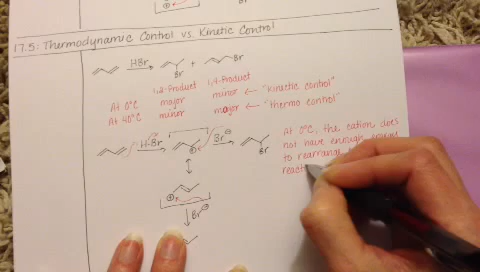 17.5: Thermodynamic Control vs. Kinetic Control
HBr
+
Br
Br
1,2-Product
1,4-Product
At 0°C
major
minor
← "kinetic control"
At 40°C
minor
major
← "thermo control"
H-Br
Br⊖
Br
⊕
⊕
Br⊖
At 0°C, the cation does
not have enough energy
to rearrange
react